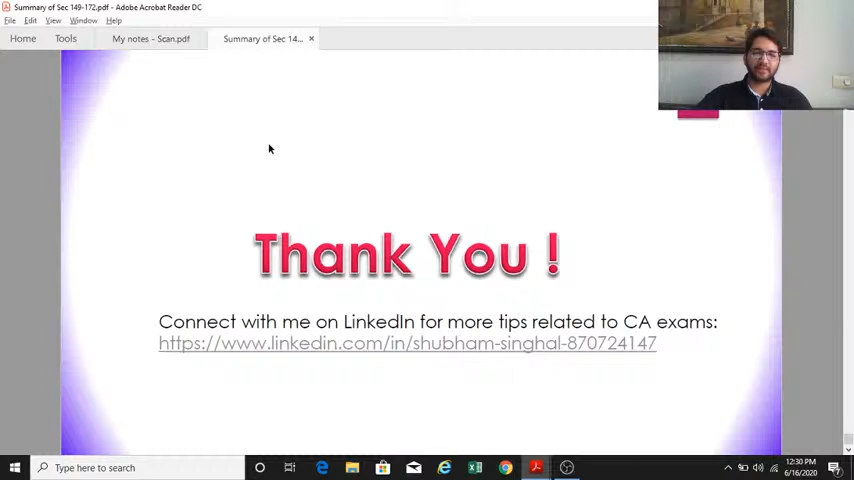 Summary of Sec 149-172.pdf - Adobe Acrobat Reader DC
File Edit View Window Help
Home Tools My notes - Scan.pdf Summary of Sec 14... ×
Thank You !
Connect with me on LinkedIn for more tips related to CA exams:
https://www.linkedin.com/in/shubham-singhal-870724147
Type here to search
12:30 PM
6/16/2020